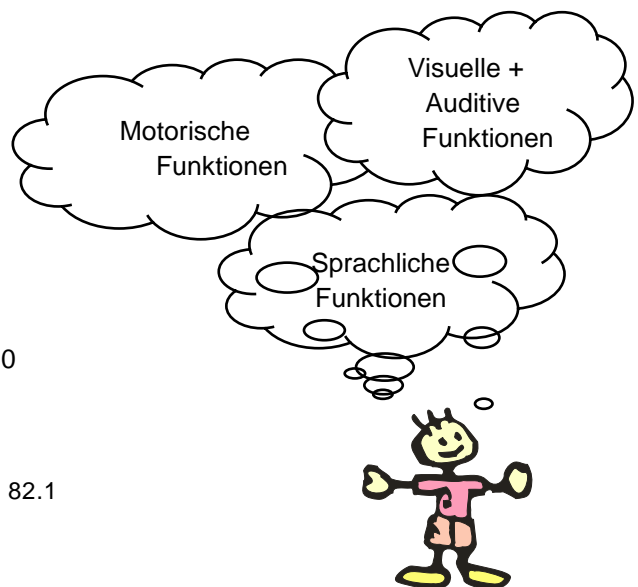 Visuelle +
Auditive
Funktionen
Motorische
Funktionen
Sprachliche
Funktionen
0
82.1